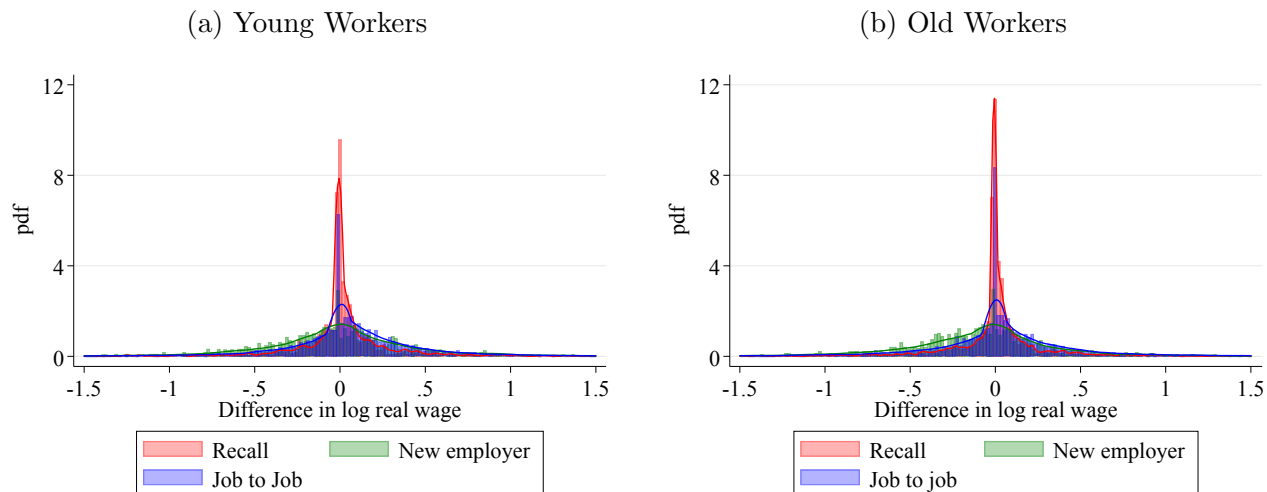 (a) Young Workers
12
8
4
0
pdf
-1.5 -1 -.5 0 .5 1 1.5
Difference in log real wage
Recall New employer
Job to Job
(b) Old Workers
12
8
4
0
pdf
-1.5 -1 -.5 0 .5 1 1.5
Difference in log real wage
Recall New employer
Job to job